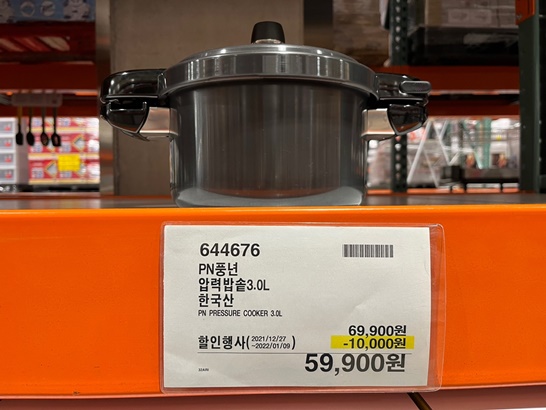 644676
PN풍년
압력밥솥3.0L
한국산
PN PRESSURE COOKER 3.0L
69,900원
-10,000원
할인행사(2021/12/27
~2022/01/09)
59,900원